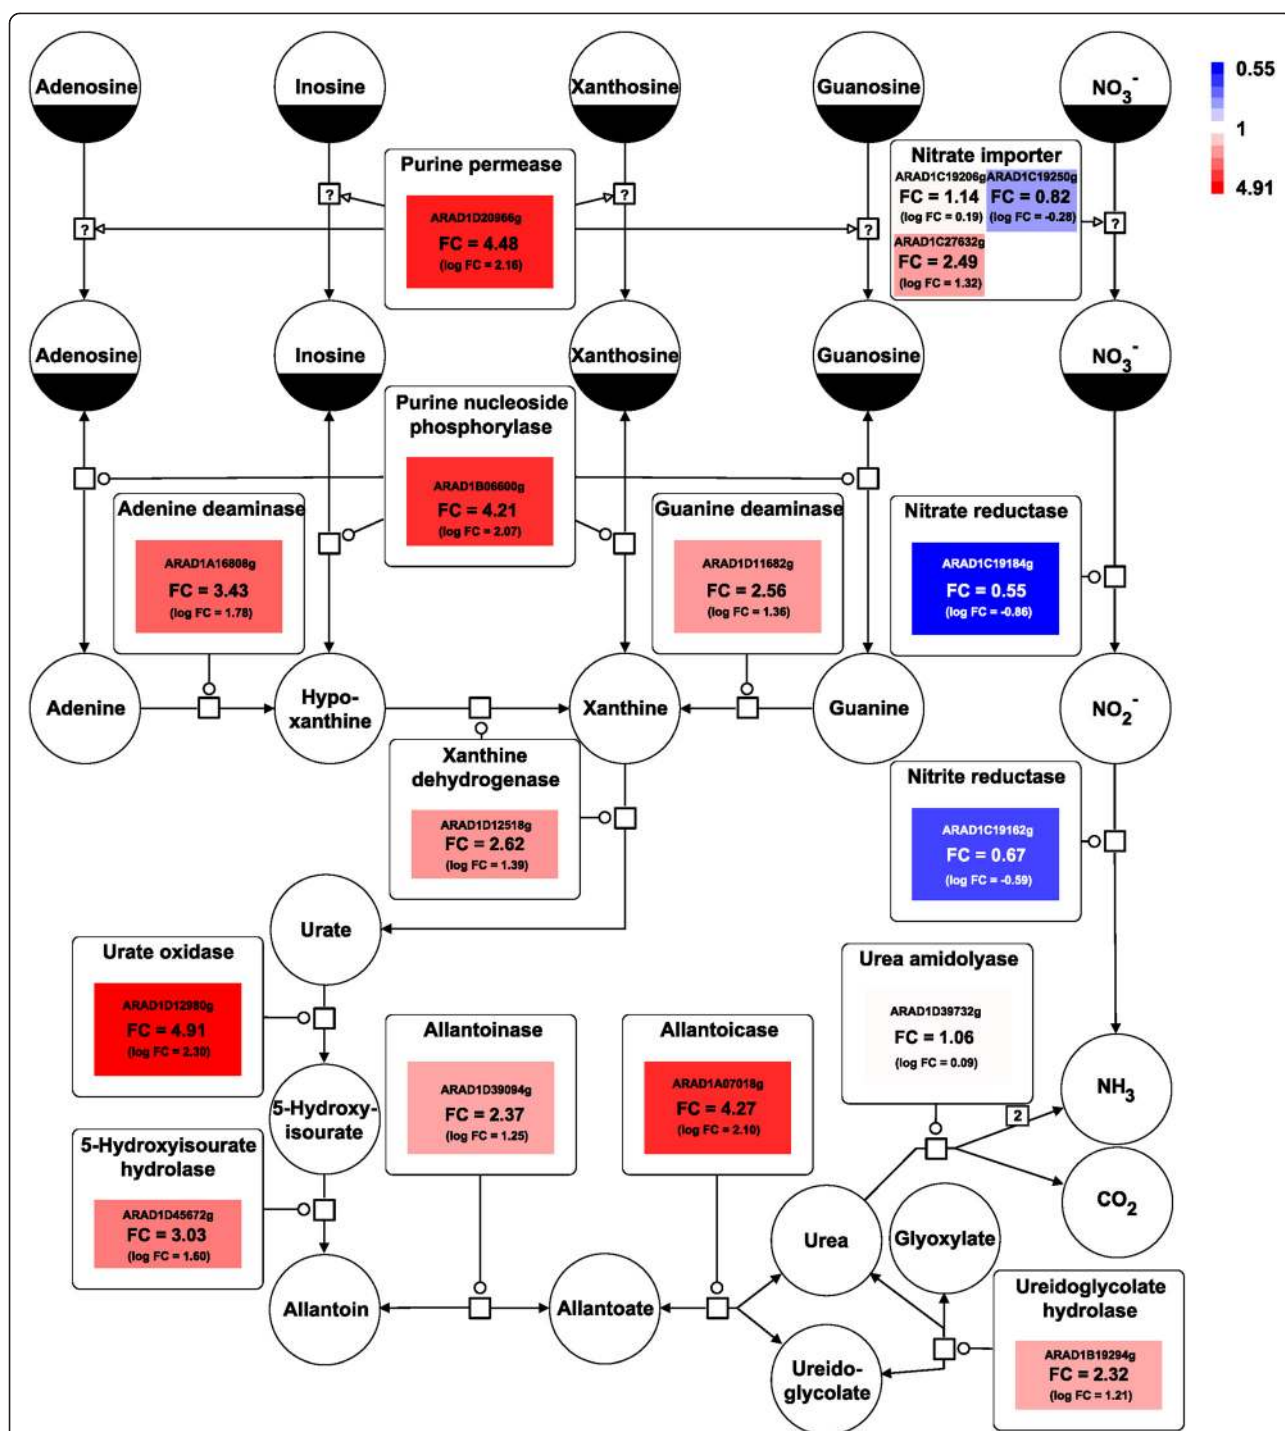 Adenosine
Inosine
Xanthosine
Guanosine
NO3-
0.55
1
4.91
Purine permease
ARAD1D20966g
FC = 4.48
(log FC = 2.16)
Nitrate importer
ARAD1C19206g
FC = 1.14
(log FC = 0.19)
ARAD1C19250g
FC = 0.82
(log FC = -0.28)
ARAD1C27632g
FC = 2.49
(log FC = 1.32)
?
?
?
?
?
Adenosine
Inosine
Xanthosine
Guanosine
NO3-
Purine nucleoside
phosphorylase
ARAD1B06600g
FC = 4.21
(log FC = 2.07)
Adenine deaminase
ARAD1A16808g
FC = 3.43
(log FC = 1.78)
Guanine deaminase
ARAD1D11682g
FC = 2.56
(log FC = 1.36)
Nitrate reductase
ARAD1C19184g
FC = 0.55
(log FC = -0.86)
Adenine
Hypo-
xanthine
Xanthine
Guanine
NO2-
Xanthine
dehydrogenase
ARAD1D12518g
FC = 2.62
(log FC = 1.39)
Nitrite reductase
ARAD1C19162g
FC = 0.67
(log FC = -0.59)
Urate
Urate oxidase
ARAD1D12980g
FC = 4.91
(log FC = 2.30)
Urea amidolyase
ARAD1D39732g
FC = 1.06
(log FC = 0.09)
Allantoinase
ARAD1D39094g
FC = 2.37
(log FC = 1.25)
Allantoicase
ARAD1A07018g
FC = 4.27
(log FC = 2.10)
5-Hydroxy-
isourate
2
NH3
5-Hydroxyisourate
hydrolase
ARAD1D45672g
FC = 3.03
(log FC = 1.60)
CO2
Urea
Glyoxylate
Allantoin
Allantoate
Ureido-
glycolate
Ureidoglycolate
hydrolase
ARAD1B19294g
FC = 2.32
(log FC = 1.21)